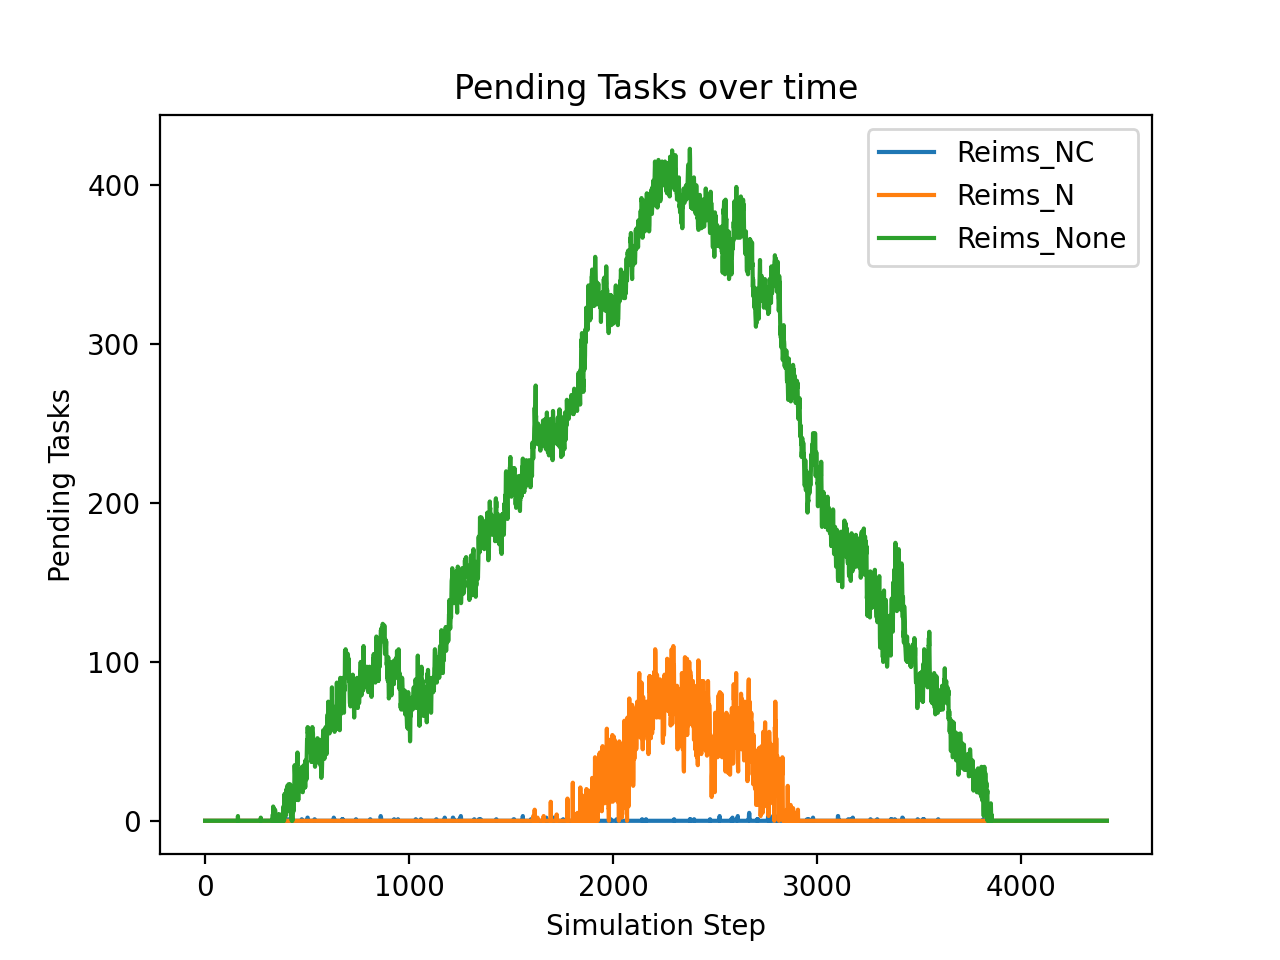 Pending Tasks over time
Reims_NC
Reims_N
Reims_None
Pending Tasks
400
300
200
100
0
0 1000 2000 3000 4000
Simulation Step